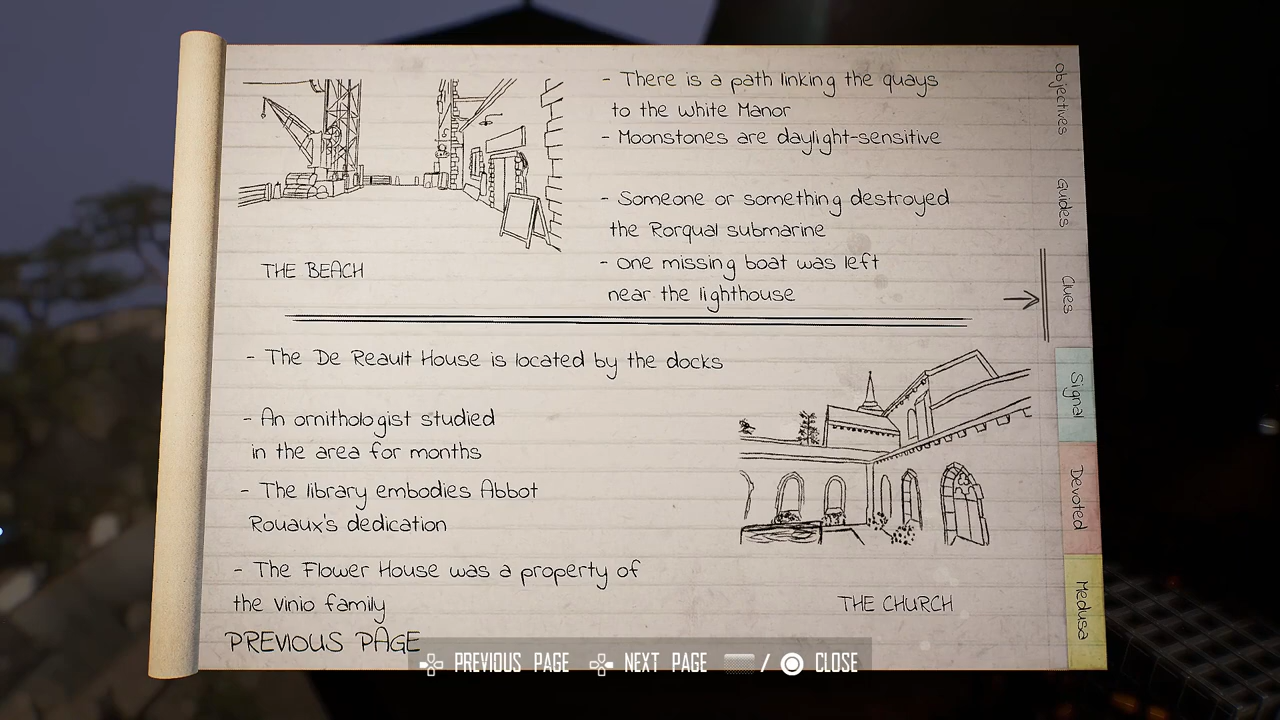 - There is a path linking the quays
to the white Manor
- Moonstones are daylight-sensitive
- Someone or something destroyed
the Rorqual submarine
- One missing boat was left
near the lighthouse
THE BEACH
- The De Reault House is located by the docks
- An ornithologist studied
in the area for months
- The library embodies Abbot
Rouaux's dedication
- The Flower House was a property of
the Vinio family
THE CHURCH
PREVIOUS PAGE
Objectives
Guides
Clues
Signal
Devoted
Medusa
PREVIOUS PAGE NEXT PAGE / CLOSE